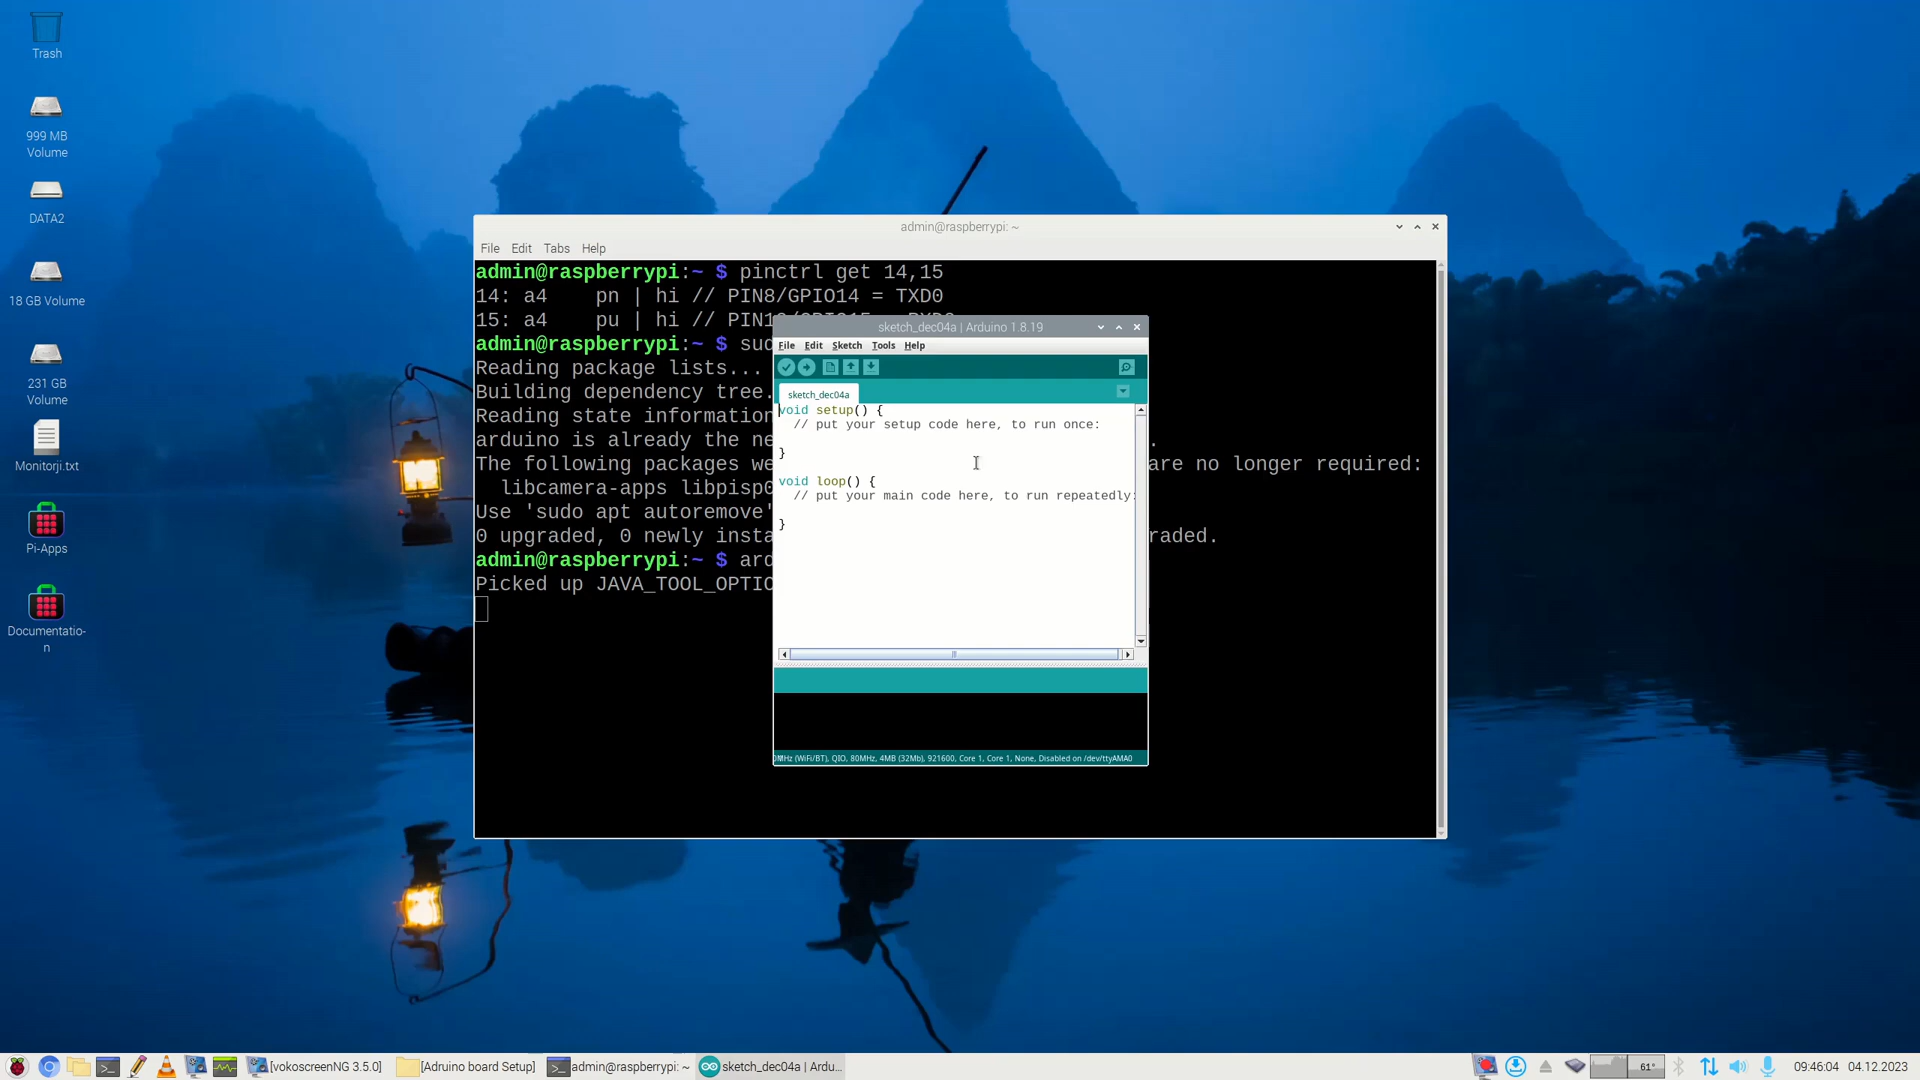 Trash
999 MB
Volume
DATA2
18 GB Volume
231 GB
Volume
Monitorji.txt
Pi-Apps
Documentatio-
n
admin@raspberrypi: ~
File Edit Tabs Help
admin@raspberrypi:~ $ pinctrl get 14,15
14: a4 pn | hi // PIN8/GPIO14 = TXD0
15: a4 pu | hi // PIN1
admin@raspberrypi:~ $ sud
Reading package lists...
Building dependency tree.
Reading state information
arduino is already the ne .
The following packages we are no longer required:
libcamera-apps libpisp0
Use 'sudo apt autoremove'
0 upgraded, 0 newly insta raded.
admin@raspberrypi:~ $ ard
Picked up JAVA_TOOL_OPTIO
sketch_dec04a | Arduino 1.8.19
File Edit Sketch Tools Help
sketch_dec04a
void setup() {
// put your setup code here, to run once:
}
void loop() {
// put your main code here, to run repeatedly:
}
MHz (WiFi/BT), QIO, 80MHz, 4MB (32Mb), 921600, Core 1, Core 1, None, Disabled on /dev/ttyAMA0
[vokoscreenNG 3.5.0] [Adruino board Setup] admin@raspberrypi: ~ sketch_dec04a | Ardu... 61° 09:46:04 04.12.2023